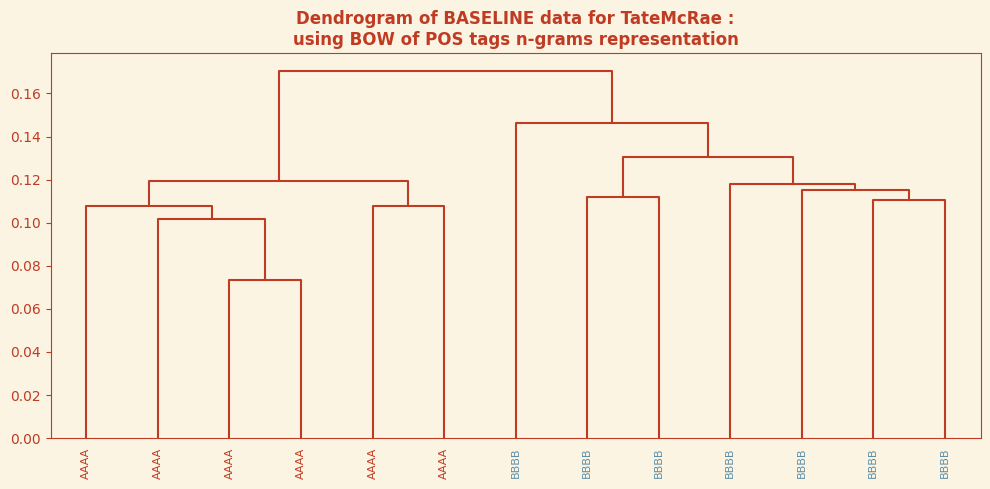 Dendrogram of BASELINE data for TateMcRae :
using BOW of POS tags n-grams representation
0.16
0.14
0.12
0.10
0.08
0.06
0.04
0.02
0.00
AAAA
AAAA
AAAA
AAAA
AAAA
AAAA
BBBB
BBBB
BBBB
BBBB
BBBB
BBBB
BBBB